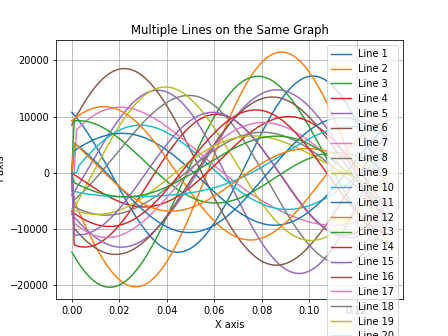 Multiple Lines on the Same Graph
20000
10000
0
−10000
−20000
0.00
0.02
0.04
0.06
0.08
0.10
X axis
axis
Line 1
Line 2
Line 3
Line 4
Line 5
Line 6
Line 7
Line 8
Line 9
Line 10
Line 11
Line 12
Line 13
Line 14
Line 15
Line 16
Line 17
Line 18
Line 19
Line 20